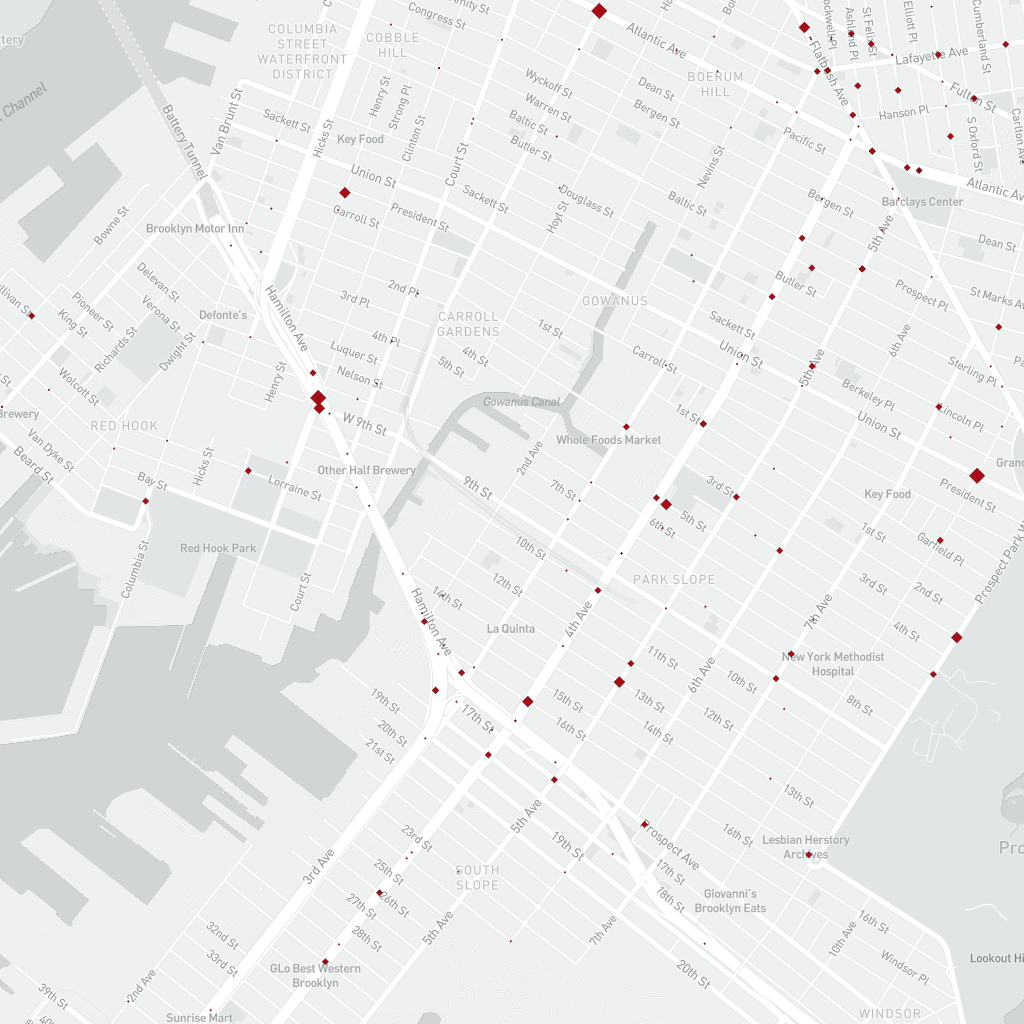 COLUMBIA
STREET
WATERFRONT
DISTRICT
COBBLE
HILL
Congress St
Atlantic Ave
Flatbush Ave
Ashland Pl
St Felix St
Elliott Pl
Cumberland St
Lafayette Ave
Fulton St
Hanson Pl
S Oxford St
Carlton Ave
BOERUM
HILL
Channel
Battery Tunnel
Van Brunt St
Sackett St
Hicks St
Henry St
Strong Pl
Clinton St
Key Food
Court St
Wyckoff St
Warren St
Baltic St
Butler St
Dean St
Bergen St
Pacific St
Nevins St
Union St
Sackett St
Douglass St
Hoyt St
Baltic St
Bergen St
Barclays Center
Atlantic Av
Carroll St
President St
Bowne St
Brooklyn Motor Inn
5th Ave
Dean St
Delevan St
Verona St
Dwight St
Pioneer St
King St
Richards St
Defonte's
Hamilton Ave
2nd Pl
3rd Pl
4th Pl
Luquer St
Nelson St
CARROLL
GARDENS
1st St
4th St
5th St
GOWANUS
Butler St
Prospect Pl
St Marks Av
Sackett St
Union St
6th Ave
Sterling Pl
Carroll St
5th Ave
Berkeley Pl
Lincoln Pl
Union St
Wolcott St
Henry St
Gowanus Canal
W 9th St
1st St
RED HOOK
Brewery
Van Dyke St
Beard St
Bay St
Hicks St
Lorraine St
Other Half Brewery
2nd Ave
Whole Foods Market
7th St
9th St
3rd St
Key Food
President St
5th St
6th St
Garfield Pl
1st St
10th St
Red Hook Park
Columbia St
Court St
PARK SLOPE
12th St
14th St
Hamilton Ave
La Quinta
4th Ave
7th Ave
3rd St
2nd St
4th St
11th St
10th St
New York Methodist
Hospital
6th Ave
8th St
19th St
20th St
21st St
17th St
15th St
16th St
13th St
14th St
12th St
13th St
5th Ave
19th St
Prospect Ave
16th St
Lesbian Herstory
Archives
17th St
18th St
Giovanni's
Brooklyn Eats
3rd Ave
23rd St
SOUTH
SLOPE
25th St
26th St
27th St
28th St
5th Ave
7th Ave
32nd St
33rd St
2nd Ave
GLo Best Western
Brooklyn
Sunrise Mart
39th St
20th St
10th Ave
16th St
Windsor Pl
Lookout Hi
WINDSOR